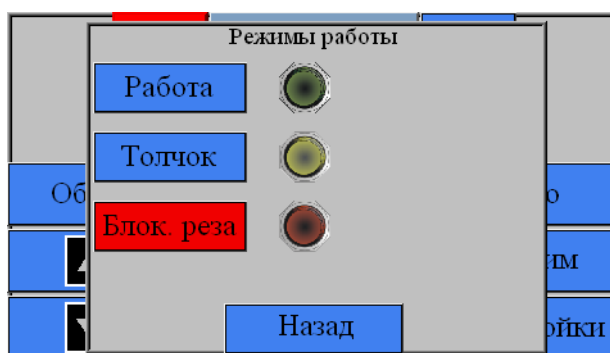 Режимы работы
Работа
Толчок
Блок. реза
Назад